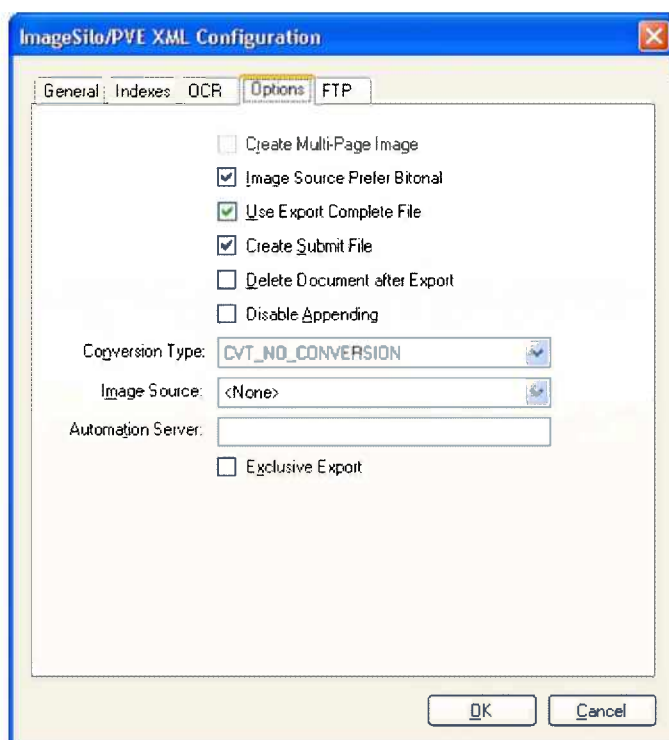 ImageSilo/PVE XML Configuration
General Indexes OCR Options FTP
Create Multi-Page Image
Image Source Prefer Bitonal
Use Export Complete File
Create Submit File
Delete Document after Export
Disable Appending
Conversion Type: CVT_NO_CONVERSION
Image Source: <None>
Automation Server:
Exclusive Export
OK Cancel